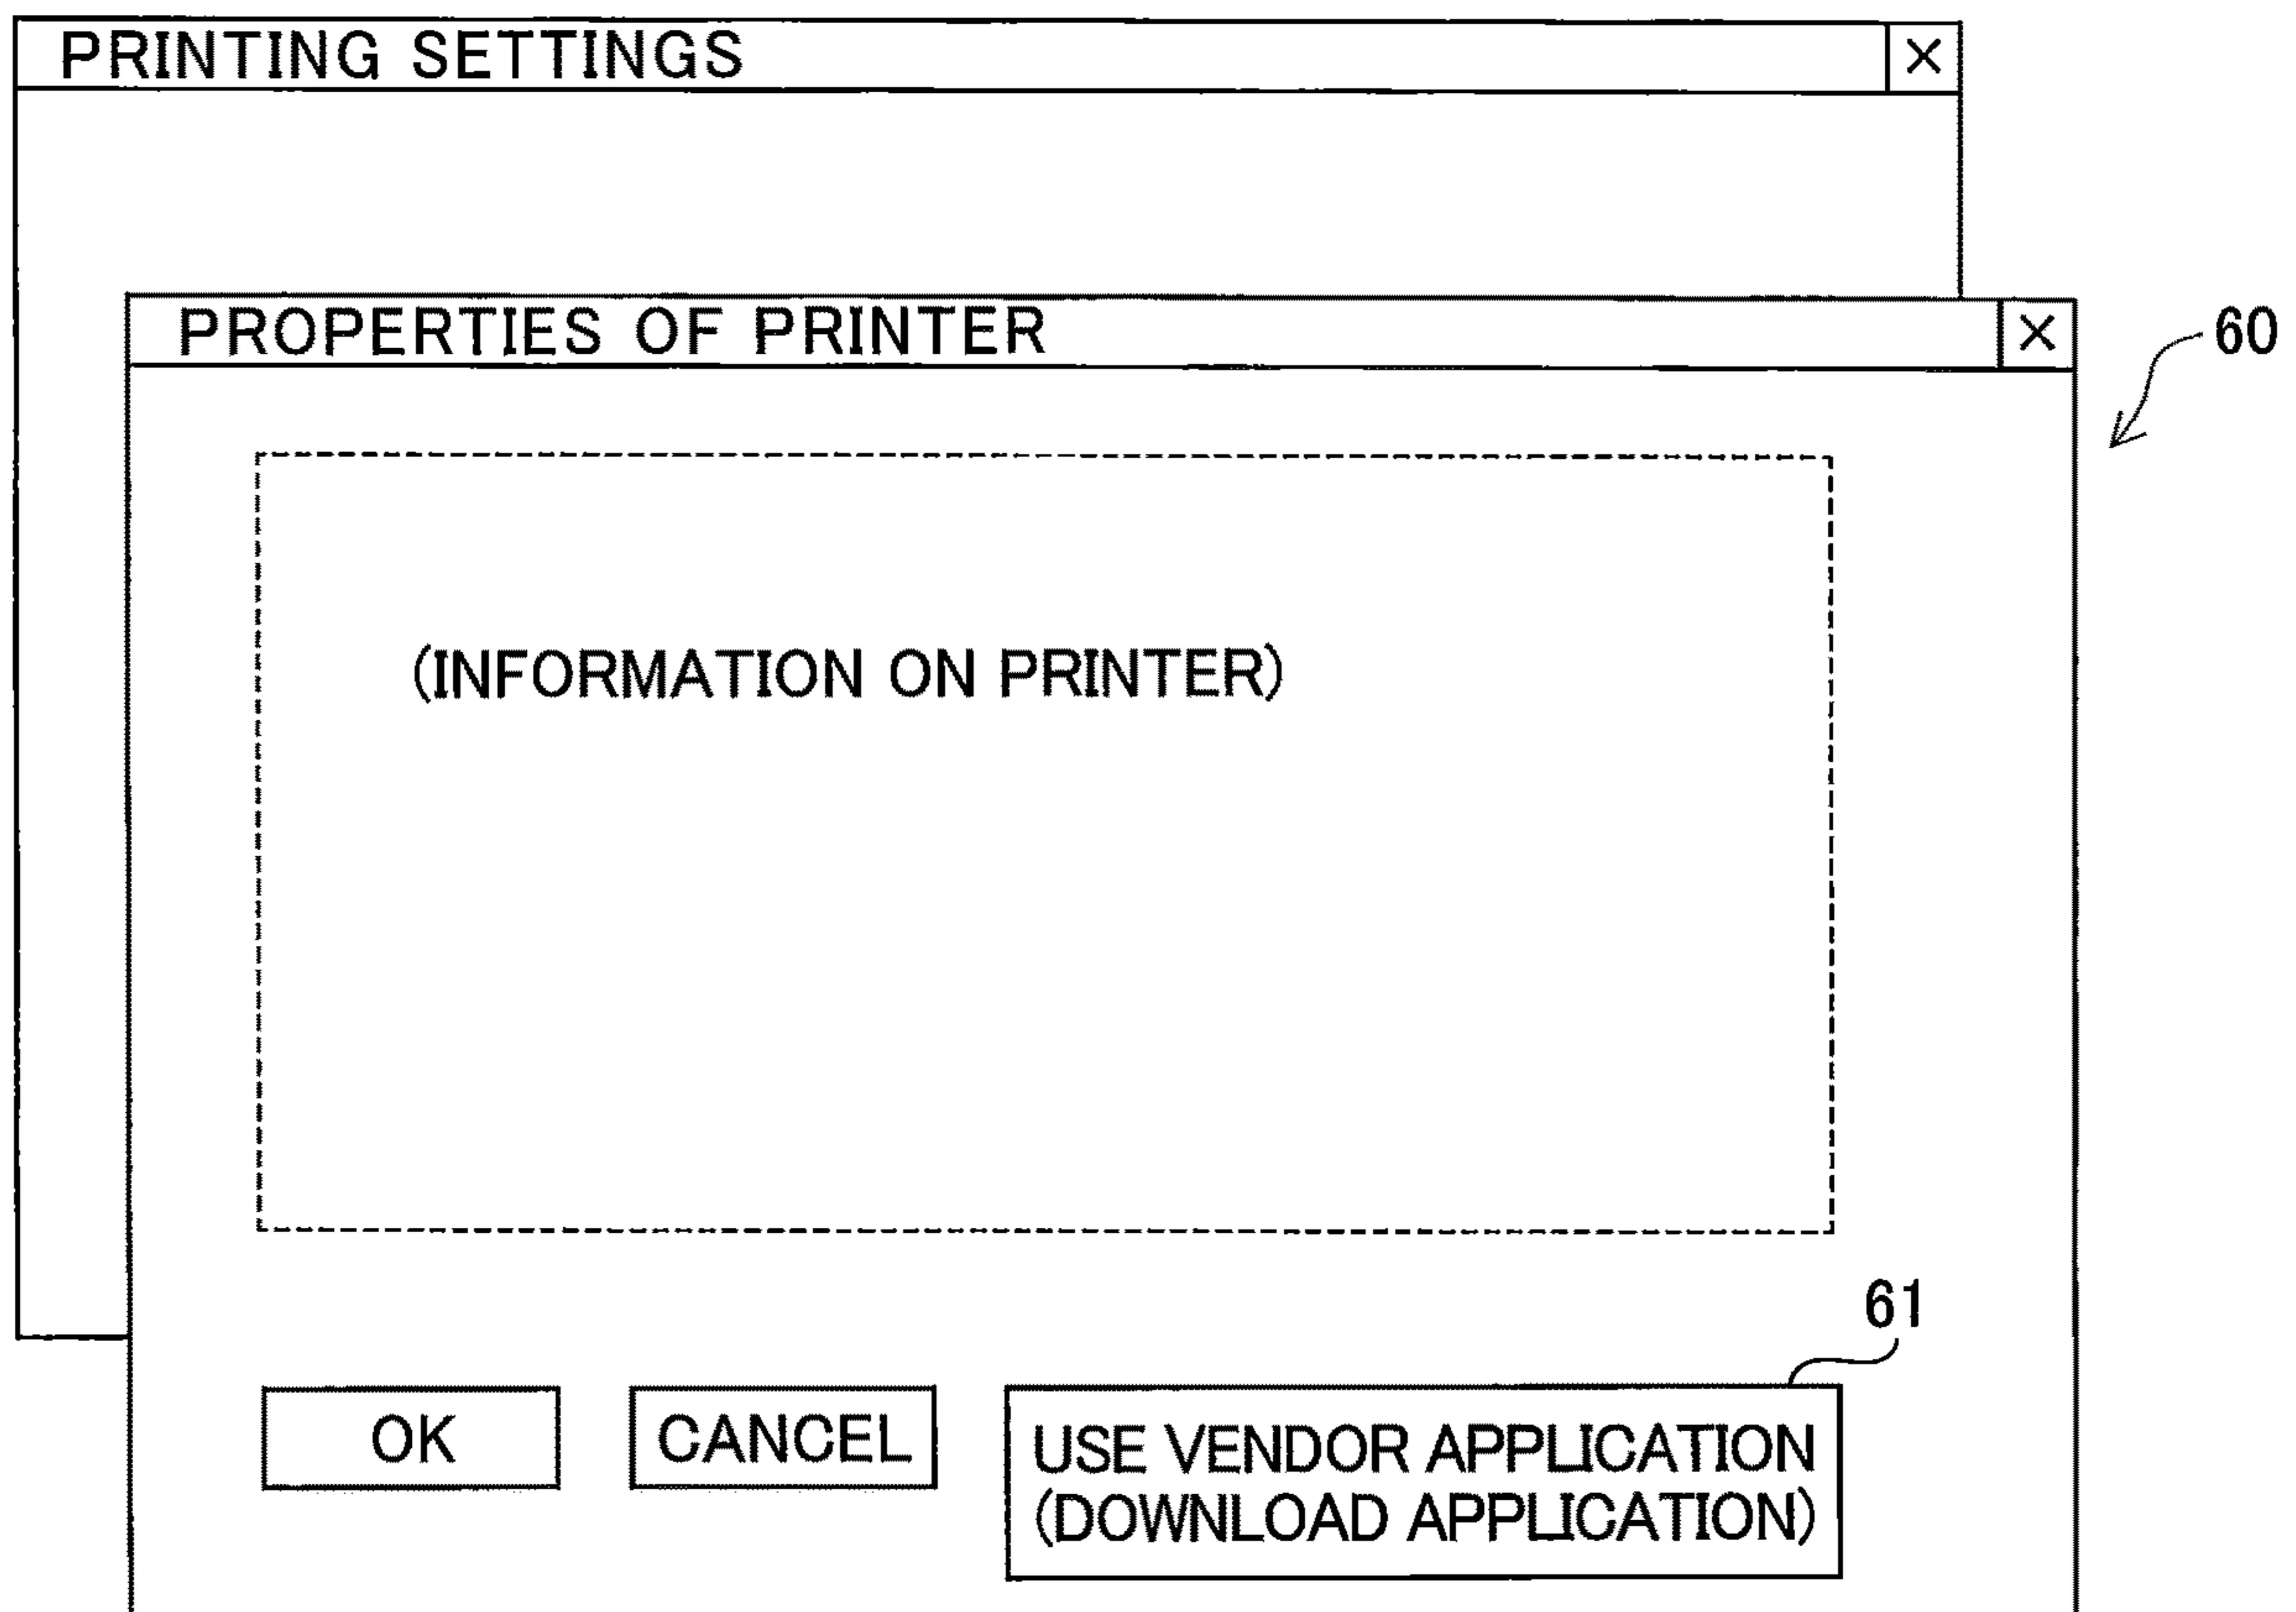 PRINTING SETTINGS
×
PROPERTIES OF PRINTER
×
60
(INFORMATION ON PRINTER)
61
OK
CANCEL
USE VENDOR APPLICATION
(DOWNLOAD APPLICATION)